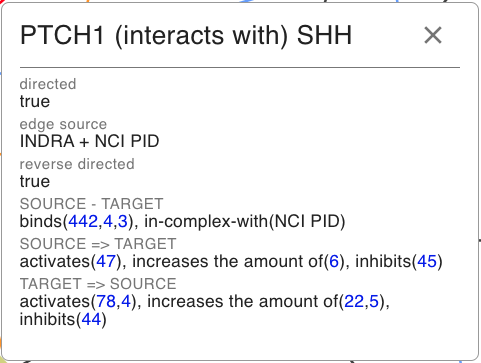 PTCH1 (interacts with) SHH
directed
true
edge source
INDRA + NCI PID
reverse directed
true
SOURCE - TARGET
binds(442,4,3), in-complex-with(NCI PID)
SOURCE => TARGET
activates(47), increases the amount of(6), inhibits(45)
TARGET => SOURCE
activates(78,4), increases the amount of(22,5),
inhibits(44)